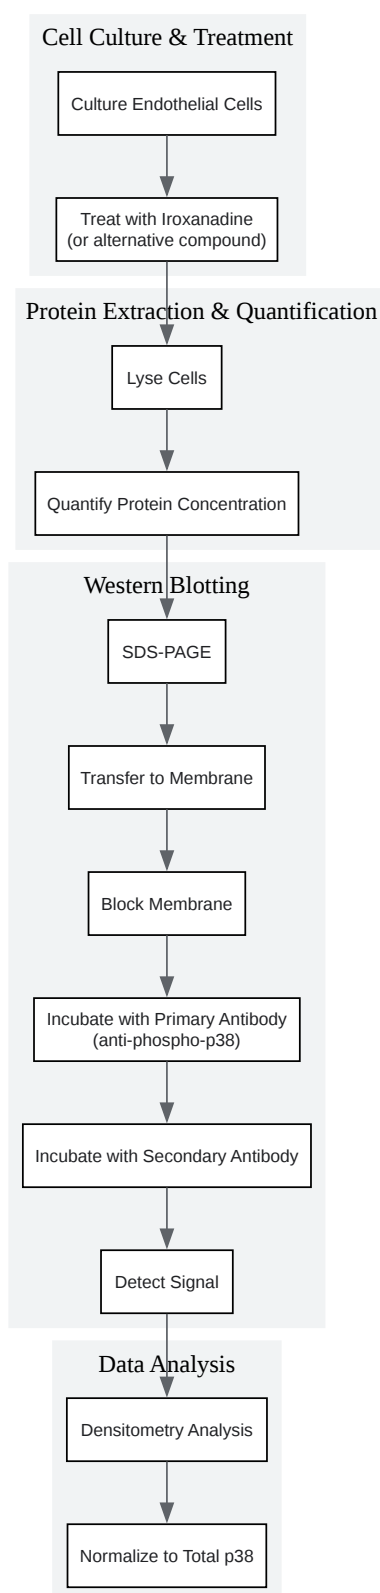 Cell Culture & Treatment
Culture Endothelial Cells
Treat with Iroxanadine
(or alternative compound)
Protein Extraction & Quantification
Lyse Cells
Quantify Protein Concentration
Western Blotting
SDS-PAGE
Transfer to Membrane
Block Membrane
Incubate with Primary Antibody
(anti-phospho-p38)
Incubate with Secondary Antibody
Detect Signal
Data Analysis
Densitometry Analysis
Normalize to Total p38